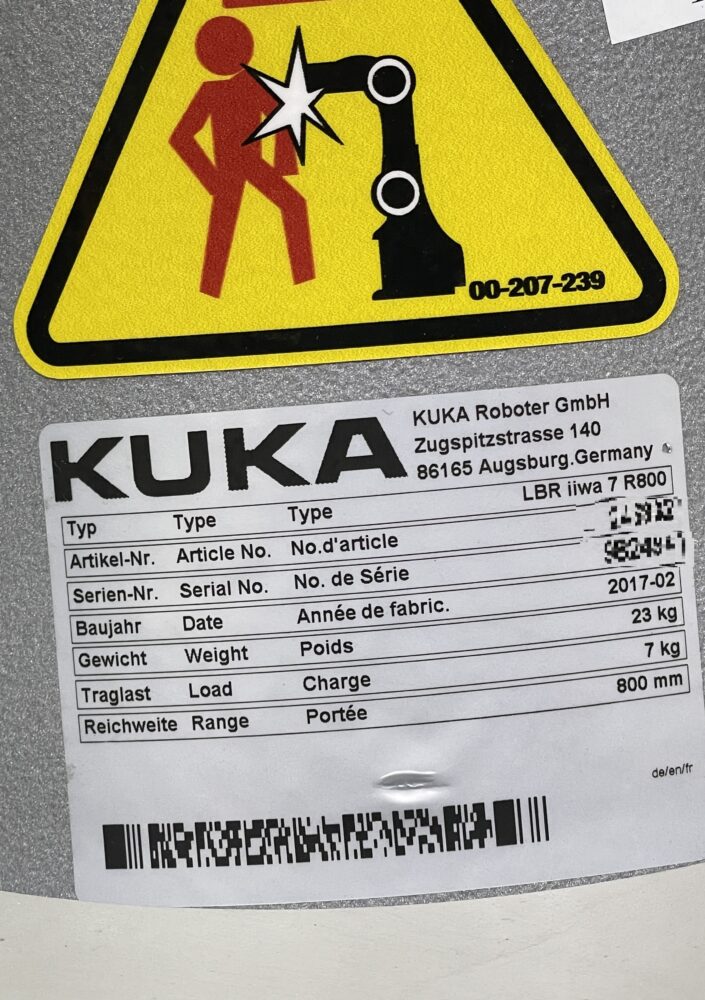 00-207-239
KUKA
KUKA Roboter GmbH
Zugspitzstrasse 140
86165 Augsburg.Germany
Typ Type Type LBR iiwa 7 R800
Artikel-Nr. Article No. No.d'article
Serien-Nr. Serial No. No. de Série
Baujahr Date Année de fabric. 2017-02
Gewicht Weight Poids 23 kg
Traglast Load Charge 7 kg
Reichweite Range Portée 800 mm
de/en/fr